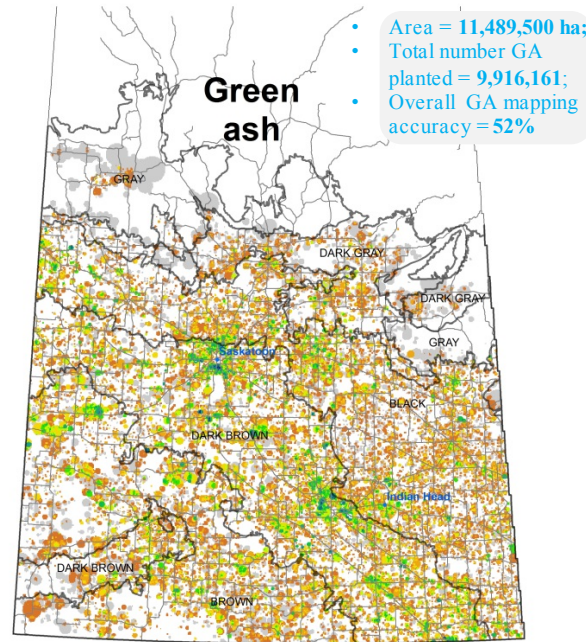 • Area = 11,489,500 ha;
• Total number GA
planted = 9,916,161;
• Overall GA mapping
accuracy = 52%
Green
ash
GRAY
DARK GRAY
DARK GRAY
GRAY
Saskatoon
BLACK
DARK BROWN
Indian Head
DARK BROWN
BROWN